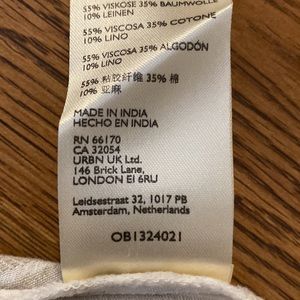 55% VISKOSE 35% BAUMWOLLE
10% LEINEN
55% VISCOSA 35% COTONE
10% LINO
55% VISCOSA 35% ALGODÓN
10% LINO
55% 粘胶纤维 35% 棉
10% 亚麻
MADE IN INDIA
HECHO EN INDIA
RN 66170
CA 32054
URBN UK Ltd.
146 Brick Lane,
LONDON E1 6RU
Leidsestraat 32, 1017 PB
Amsterdam, Netherlands
OB1324021